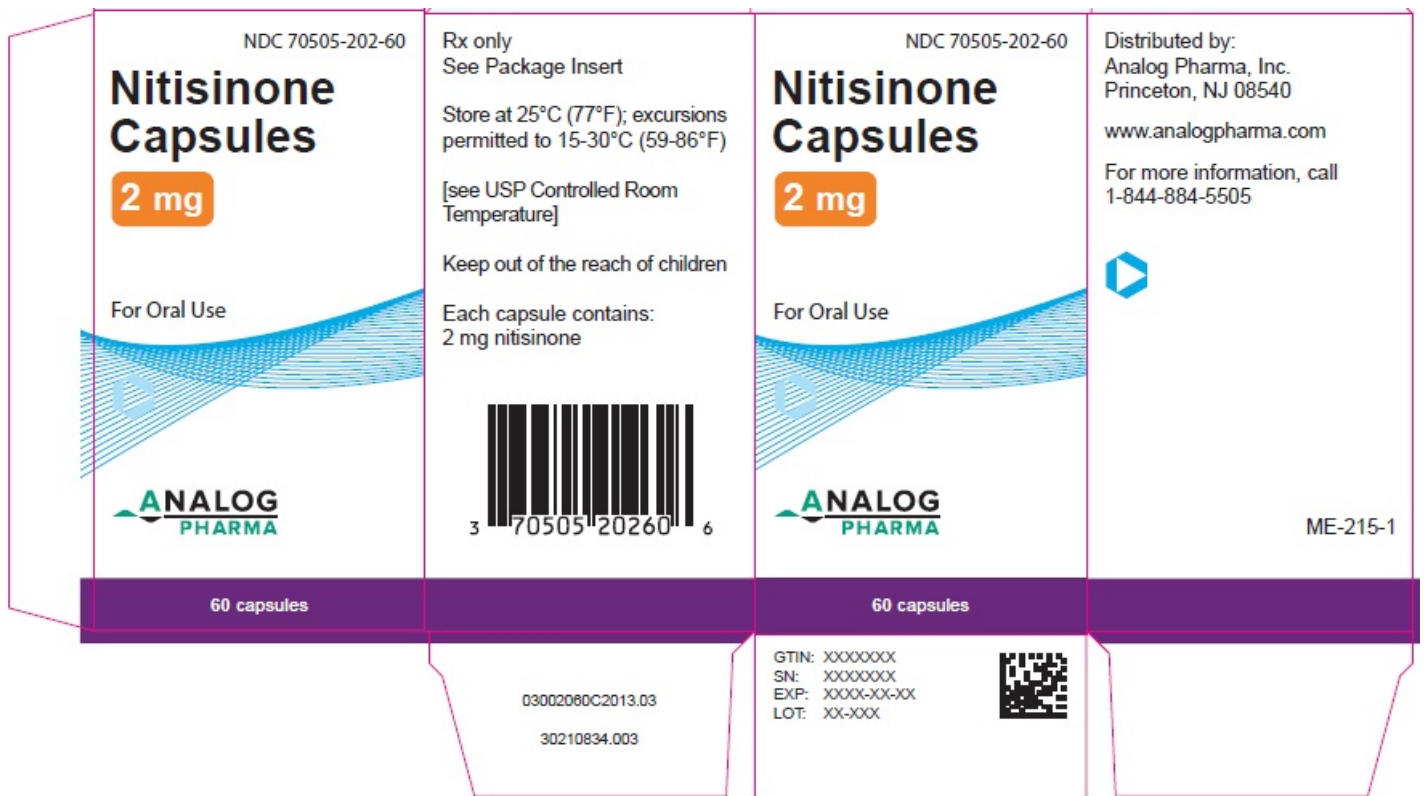 NDC 70505-202-60
Nitisinone
Capsules
2 mg
For Oral Use
ANALOG
PHARMA
60 capsules
Rx only
See Package Insert
Store at 25°C (77°F); excursions
permitted to 15-30°C (59-86°F)
[see USP Controlled Room
Temperature]
Keep out of the reach of children
Each capsule contains:
2 mg nitisinone
3 70505 20260 6
03002060C2013.03
30210834.003
NDC 70505-202-60
Nitisinone
Capsules
2 mg
For Oral Use
ANALOG
PHARMA
60 capsules
GTIN: XXXXXXX
SN: XXXXXXX
EXP: XXXX-XX-XX
LOT: XX-XXX
Distributed by:
Analog Pharma, Inc.
Princeton, NJ 08540
www.analogpharma.com
For more information, call
1-844-884-5505
ME-215-1